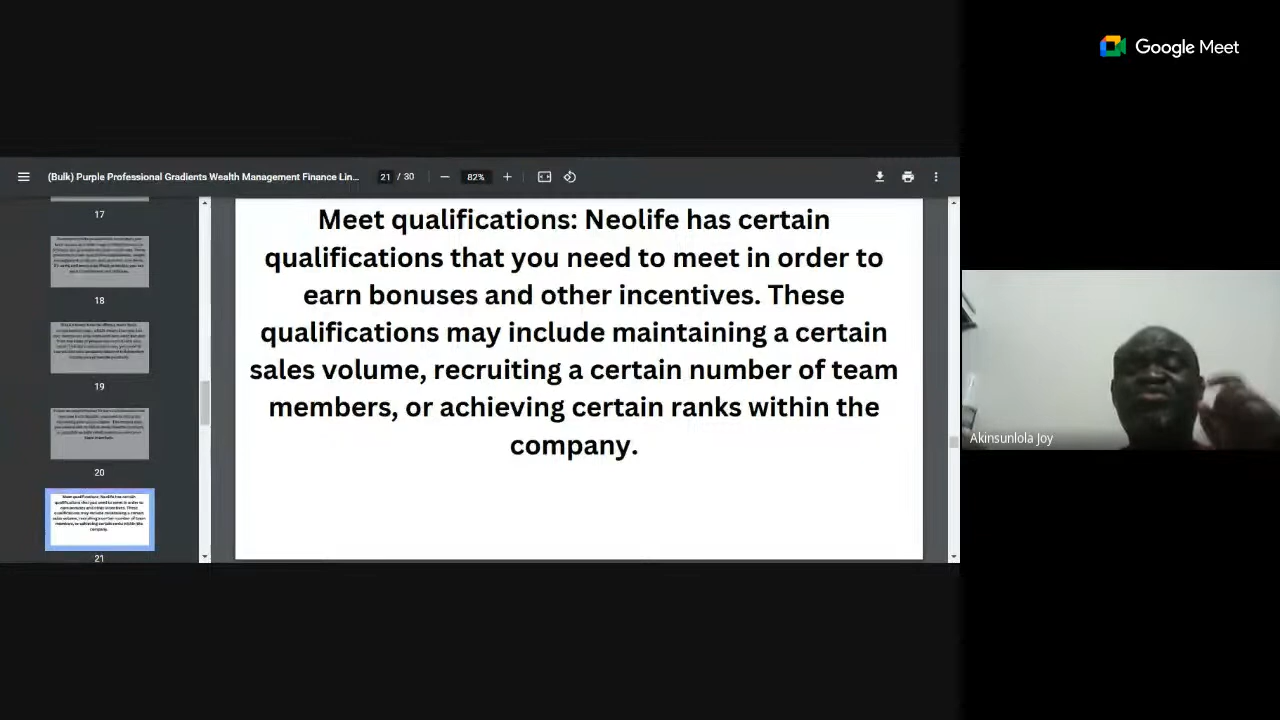 Google Meet
(Bulk) Purple Professional Gradients Wealth Management Finance Lin...
21 / 30
82%
17
18
19
20
21
Meet qualifications: Neolife has certain
qualifications that you need to meet in order to
earn bonuses and other incentives. These
qualifications may include maintaining a certain
sales volume, recruiting a certain number of team
members, or achieving certain ranks within the
company.
Akinsunlola Joy